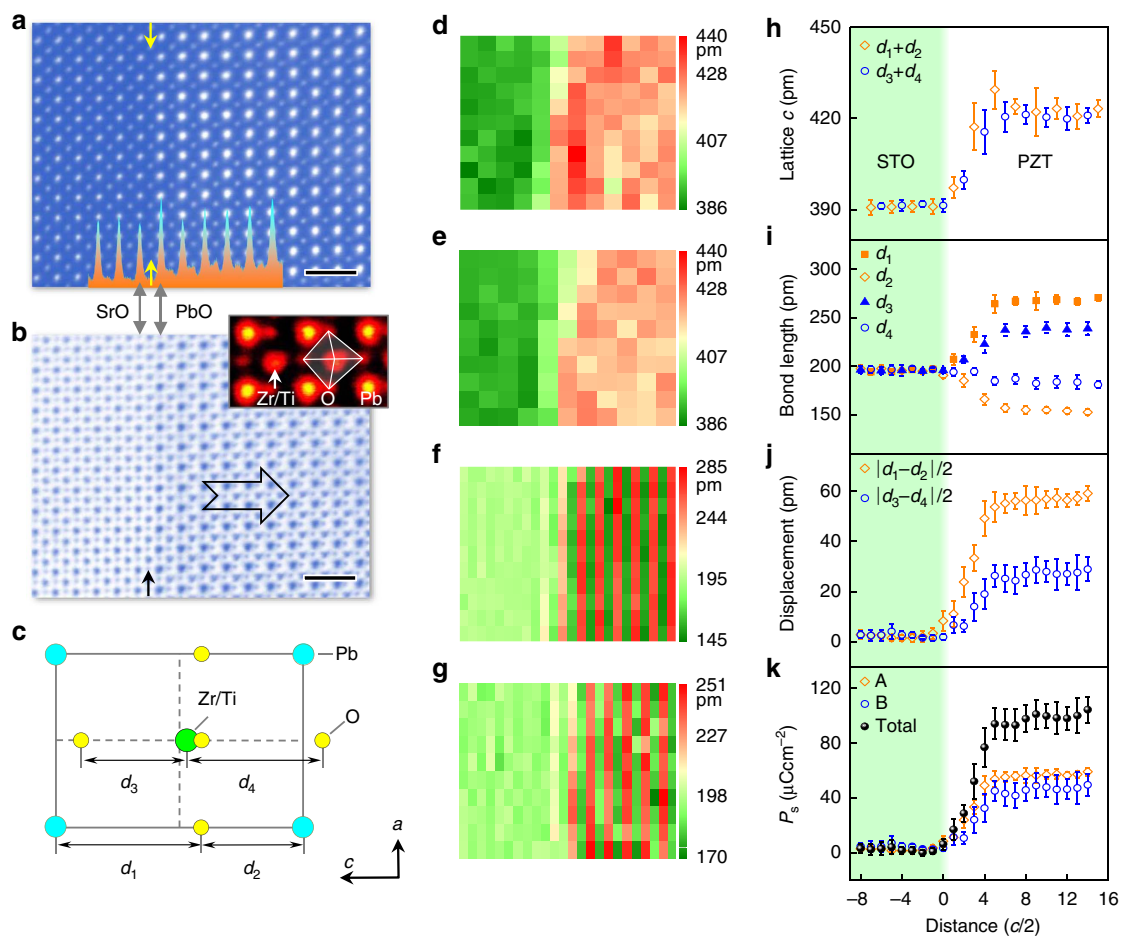 a
SrO
PbO
b
Zr/Ti
O
Pb
c
Pb
Zr/Ti
O
d3
d4
d1
d2
a
c
d
440
pm
428
407
386
e
440
pm
428
407
386
f
285
pm
244
195
145
g
251
pm
227
198
170
h
450
420
390
Lattice c (pm)
d1+d2
d3+d4
STO
PZT
i
300
250
200
150
Bond length (pm)
d1
d2
d3
d4
j
60
40
20
0
Displacement (pm)
|d1−d2|/2
|d3−d4|/2
k
120
80
40
0
Ps (μCcm−2)
A
B
Total
−8 −4 0 4 8 12 16
Distance (c/2)